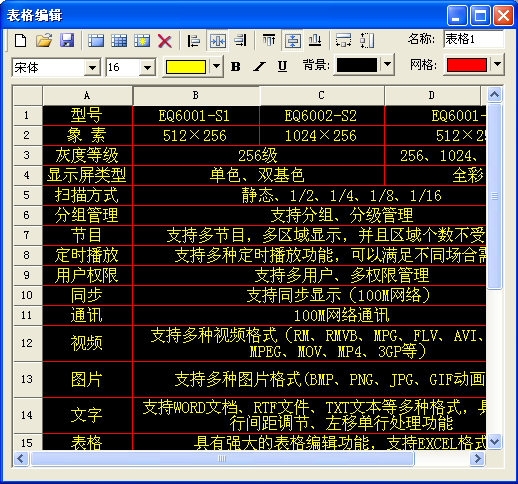 表格编辑
名称: 表格1
宋体 16 B I U 背景: 网格:
A B C D
1 型号 EQ6001-S1 EQ6002-S2 EQ6001-
2 象 素 512×256 1024×256 512×25
3 灰度等级 256级 256、1024、
4 显示屏类型 单色、双基色 全彩
5 扫描方式 静态、1/2、1/4、1/8、1/16
6 分组管理 支持分组、分级管理
7 节目 支持多节目，多区域显示，并且区域个数不受
8 定时播放 支持多种定时播放功能，可以满足不同场合需
9 用户权限 支持多用户、多权限管理
10 同步 支持同步显示（100M网络）
11 通讯 100M网络通讯
12 视频 支持多种视频格式（RM、RMVB、MPG、FLV、AVI、
MPEG、MOV、MP4、3GP等）
13 图片 支持多种图片格式(BMP、PNG、JPG、GIF动画
14 文字 支持WORD文档、RTF文件、TXT文本等多种格式，具
行间距调节、左移单行处理功能
15 表格 具有强大的表格编辑功能，支持EXCEL格式